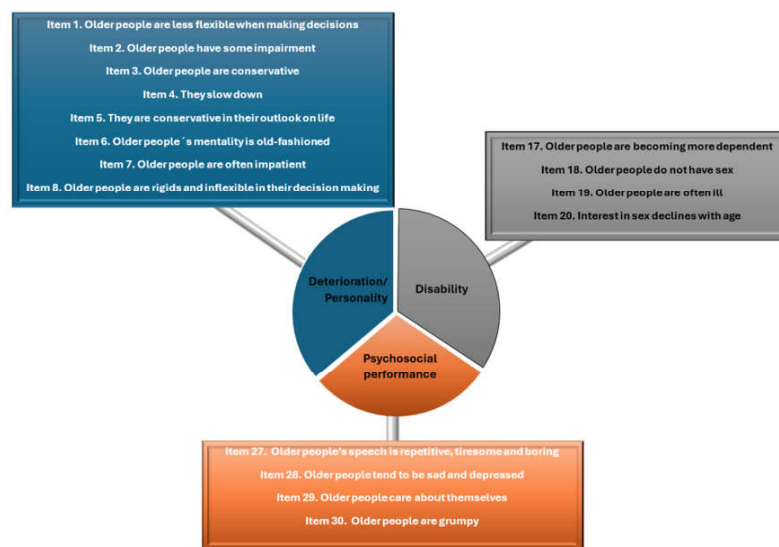 Item 1. Older people are less flexible when making decisions
Item 2. Older people have some impairment
Item 3. Older people are conservative
Item 4. They slow down
Item 5. They are conservative in their outlook on life
Item 6. Older people´s mentality is old-fashioned
Item 7. Older people are often impatient
Item 8. Older people are rigids and inflexible in their decision making
Item 17. Older people are becoming more dependent
Item 18. Older people do not have sex
Item 19. Older people are often ill
Item 20. Interest in sex declines with age
Deterioration/
Personality
Disability
Psychosocial
performance
Item 27. Older people's speech is repetitive, tiresome and boring
Item 28. Older people tend to be sad and depressed
Item 29. Older people care about themselves
Item 30. Older people are grumpy